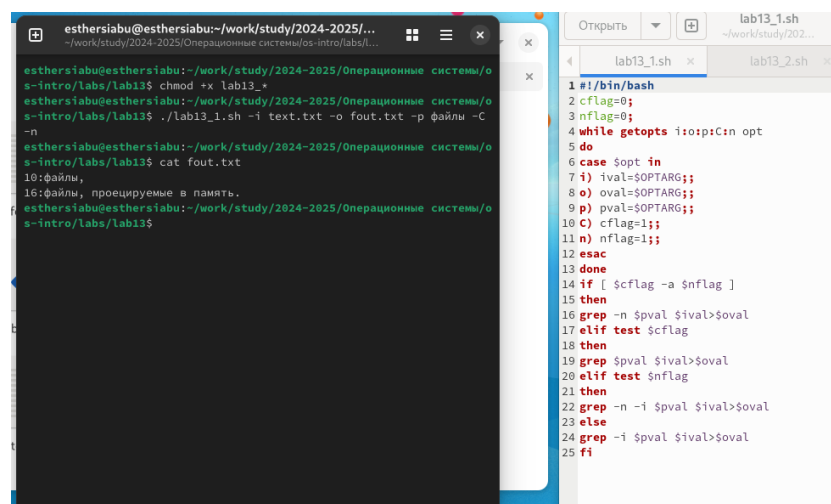 esthersiabu@esthersiabu:~/work/study/2024-2025/...
~/work/study/2024-2025/Операционные системы/os-intro/labs/l...
esthersiabu@esthersiabu:~/work/study/2024-2025/Операционные системы/o
s-intro/labs/lab13$ chmod +x lab13_*
esthersiabu@esthersiabu:~/work/study/2024-2025/Операционные системы/o
s-intro/labs/lab13$ ./lab13_1.sh -i text.txt -o fout.txt -p файлы -C
-n
esthersiabu@esthersiabu:~/work/study/2024-2025/Операционные системы/o
s-intro/labs/lab13$ cat fout.txt
10:файлы,
16:файлы, проецируемые в память.
esthersiabu@esthersiabu:~/work/study/2024-2025/Операционные системы/o
s-intro/labs/lab13$
Открыть
lab13_1.sh
~/work/study/202...
lab13_1.sh
lab13_2.sh
1 #!/bin/bash
2 cflag=0;
3 nflag=0;
4 while getopts i:o:p:C:n opt
5 do
6 case $opt in
7 i) ival=$OPTARG;;
8 o) oval=$OPTARG;;
9 p) pval=$OPTARG;;
10 C) cflag=1;;
11 n) nflag=1;;
12 esac
13 done
14 if [ $cflag -a $nflag ]
15 then
16 grep -n $pval $ival>$oval
17 elif test $cflag
18 then
19 grep $pval $ival>$oval
20 elif test $nflag
21 then
22 grep -n -i $pval $ival>$oval
23 else
24 grep -i $pval $ival>$oval
25 fi